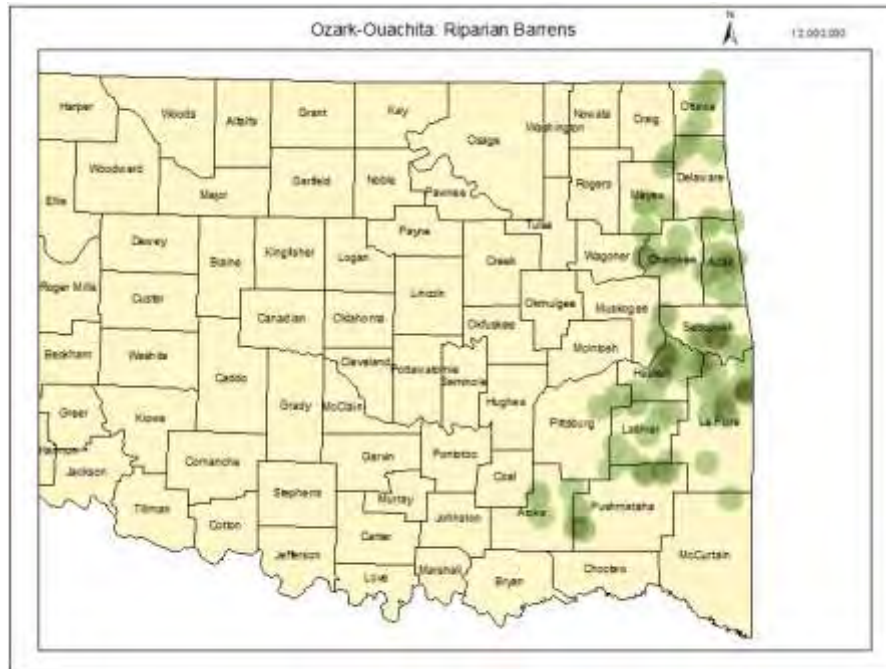 Ozark-Ouachita: Riparian Barrens
N
Harper
Woods
Alfalfa
Grant
Kay
Osage
Washington
Nowata
Craig
Ottawa
Woodward
Ellis
Major
Garfield
Noble
Pawnee
Rogers
Mayes
Delaware
Dewey
Blaine
Kingfisher
Logan
Payne
Creek
Tulsa
Wagoner
Cherokee
Adair
Roger Mills
Custer
Canadian
Oklahoma
Lincoln
Okfuskee
Okmulgee
Muskogee
Sequoyah
Beckham
Washita
Caddo
Cleveland
Pottawatomie
Seminole
McIntosh
Haskell
Greer
Kiowa
Grady
McClain
Hughes
Pittsburg
Latimer
Le Flore
Jackson
Comanche
Garvin
Pontotoc
Coal
Tillman
Stephens
Murray
Johnston
Atoka
Pushmataha
Cotton
Carter
McCurtain
Jefferson
Love
Marshall
Bryan
Choctaw